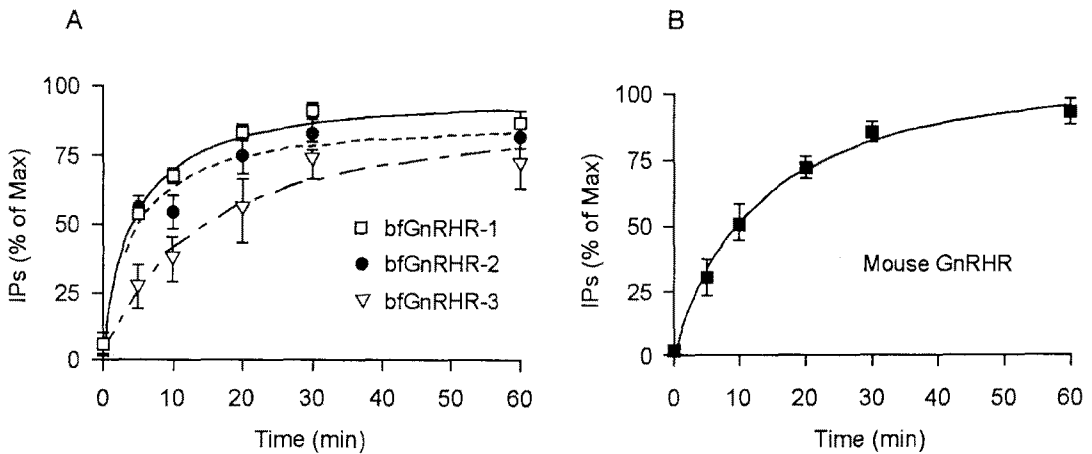 A
IPs (% of Max)
100
75
50
25
0
0 10 20 30 40 50 60
Time (min)
bfGnRHR-1
bfGnRHR-2
bfGnRHR-3
B
IPs (% of Max)
100
75
50
25
0
0 10 20 30 40 50 60
Time (min)
Mouse GnRHR